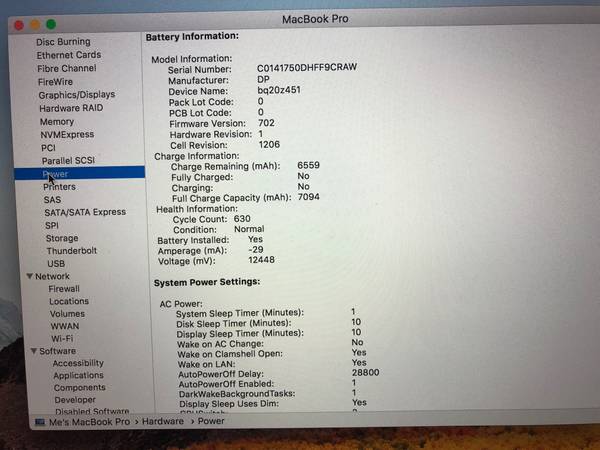 MacBook Pro
Disc Burning
Ethernet Cards
Fibre Channel
FireWire
Graphics/Displays
Hardware RAID
Memory
NVMExpress
PCI
Parallel SCSI
Power
Printers
SAS
SATA/SATA Express
SPI
Storage
Thunderbolt
USB
Network
Firewall
Locations
Volumes
WWAN
Wi-Fi
Software
Accessibility
Applications
Components
Developer
Disabled Software
Battery Information:
Model Information:
Serial Number: C0141750DHFF9CRAW
Manufacturer: DP
Device Name: bq20z451
Pack Lot Code: 0
PCB Lot Code: 0
Firmware Version: 702
Hardware Revision: 1
Cell Revision: 1206
Charge Information:
Charge Remaining (mAh): 6559
Fully Charged: No
Charging: No
Full Charge Capacity (mAh): 7094
Health Information:
Cycle Count: 630
Condition: Normal
Battery Installed: Yes
Amperage (mA): -29
Voltage (mV): 12448
System Power Settings:
AC Power:
System Sleep Timer (Minutes): 1
Disk Sleep Timer (Minutes): 10
Display Sleep Timer (Minutes): 10
Wake on AC Change: No
Wake on Clamshell Open: Yes
Wake on LAN: Yes
AutoPowerOff Delay: 28800
AutoPowerOff Enabled: 1
DarkWakeBackgroundTasks: 1
Display Sleep Uses Dim: Yes
Me's MacBook Pro › Hardware › Power